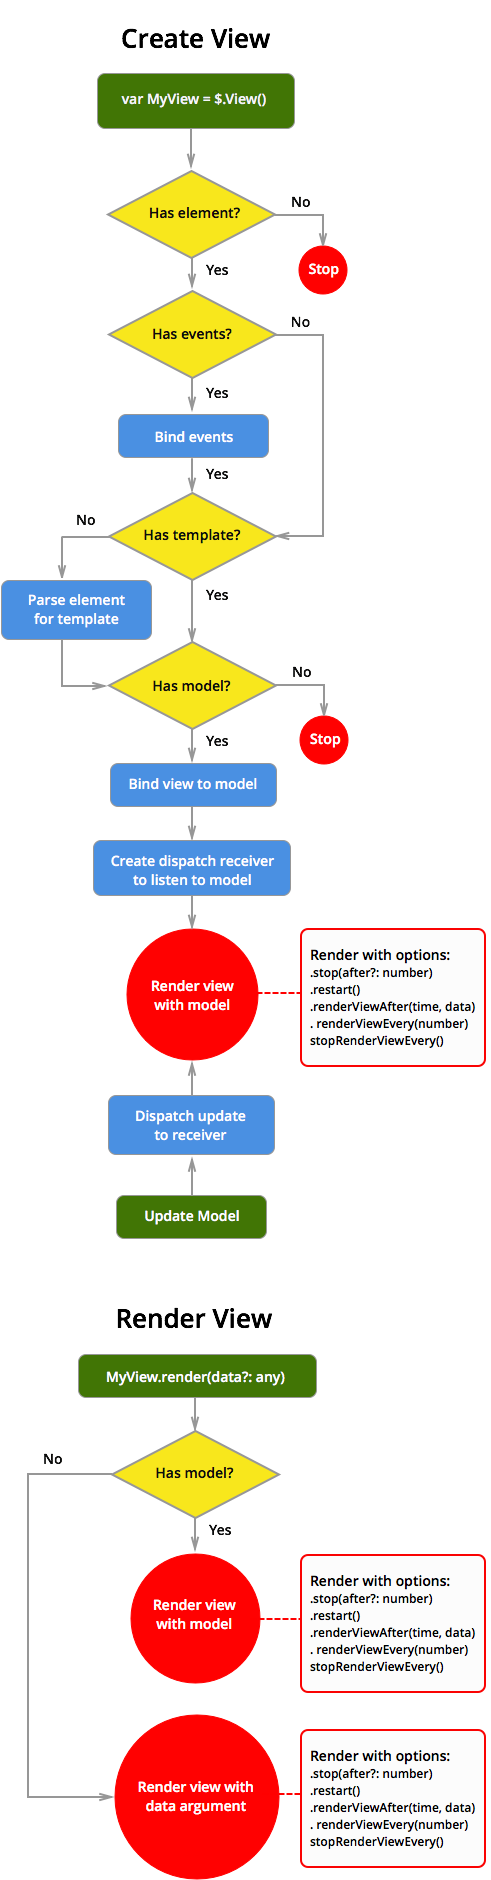 Create View
var MyView = $.View()
Has element?
No
Stop
Yes
Has events?
No
Yes
Bind events
Yes
Has template?
No
Yes
Parse element
for template
Has model?
No
Stop
Yes
Bind view to model
Create dispatch receiver
to listen to model
Render view
with model
Render with options:
.stop(after?: number)
.restart()
.renderViewAfter(time, data)
. renderViewEvery(number)
stopRenderViewEvery()
Dispatch update
to receiver
Update Model
Render View
MyView.render(data?: any)
Has model?
No
Yes
Render view
with model
Render with options:
.stop(after?: number)
.restart()
.renderViewAfter(time, data)
. renderViewEvery(number)
stopRenderViewEvery()
Render view with
data argument
Render with options:
.stop(after?: number)
.restart()
.renderViewAfter(time, data)
. renderViewEvery(number)
stopRenderViewEvery()